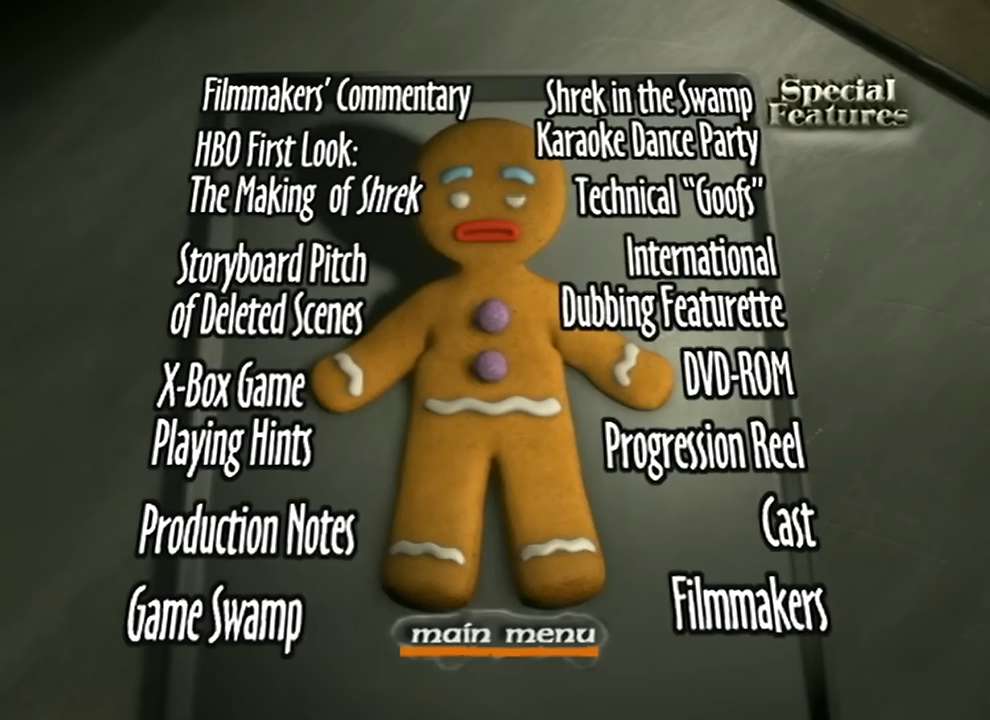 Special
Features
Filmmakers' Commentary
HBO First Look:
The Making of Shrek
Storyboard Pitch
of Deleted Scenes
X-Box Game
Playing Hints
Production Notes
Game Swamp
Shrek in the Swamp
Karaoke Dance Party
Technical "Goofs"
International
Dubbing Featurette
DVD-ROM
Progression Reel
Cast
Filmmakers
main menu